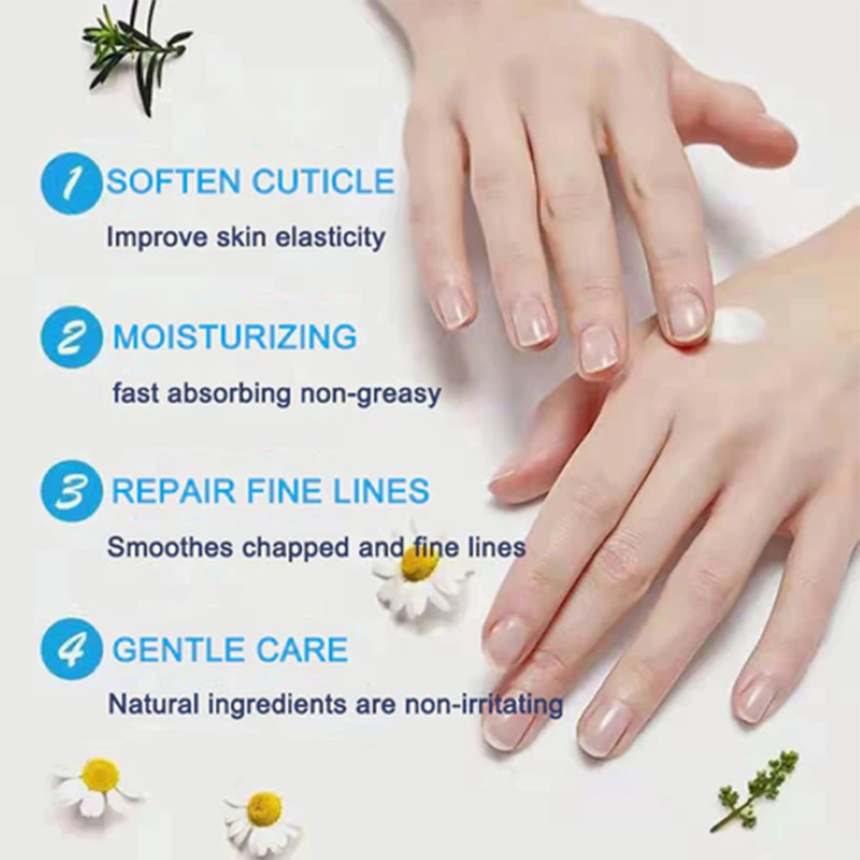 1 SOFTEN CUTICLE
Improve skin elasticity
2 MOISTURIZING
fast absorbing non-greasy
3 REPAIR FINE LINES
Smoothes chapped and fine lines
4 GENTLE CARE
Natural ingredients are non-irritating